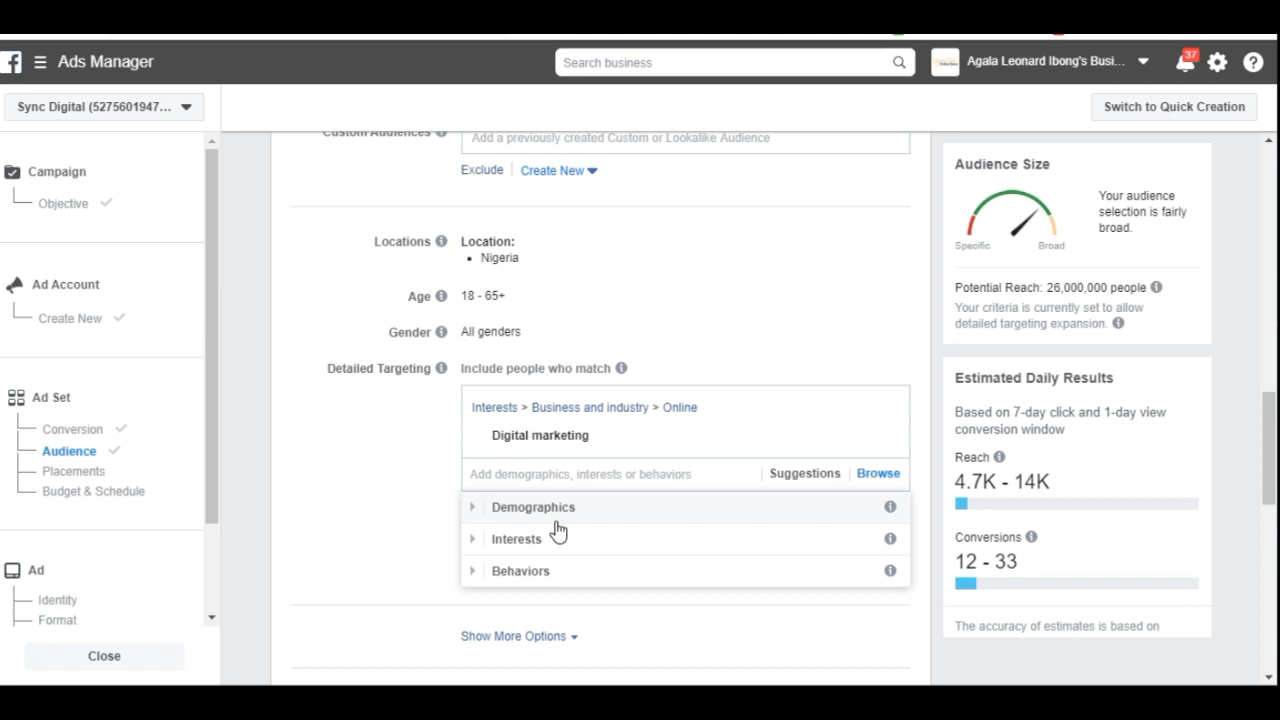 Ads Manager
Search business
Agala Leonard Ibong's Busi...
37
Sync Digital (5275601947...
Switch to Quick Creation
Campaign
Objective
Ad Account
Create New
Ad Set
Conversion
Audience
Placements
Budget & Schedule
Ad
Identity
Format
Close
Custom Audiences
Add a previously created Custom or Lookalike Audience
Exclude
Create New
Locations
Location:
• Nigeria
Age
18 - 65+
Gender
All genders
Detailed Targeting
Include people who match
Interests > Business and industry > Online
Digital marketing
Add demographics, interests or behaviors
Suggestions
Browse
Demographics
Interests
Behaviors
Show More Options
Audience Size
Specific
Broad
Your audience
selection is fairly
broad.
Potential Reach: 26,000,000 people
Your criteria is currently set to allow
detailed targeting expansion.
Estimated Daily Results
Based on 7-day click and 1-day view
conversion window
Reach
4.7K - 14K
Conversions
12 - 33
The accuracy of estimates is based on